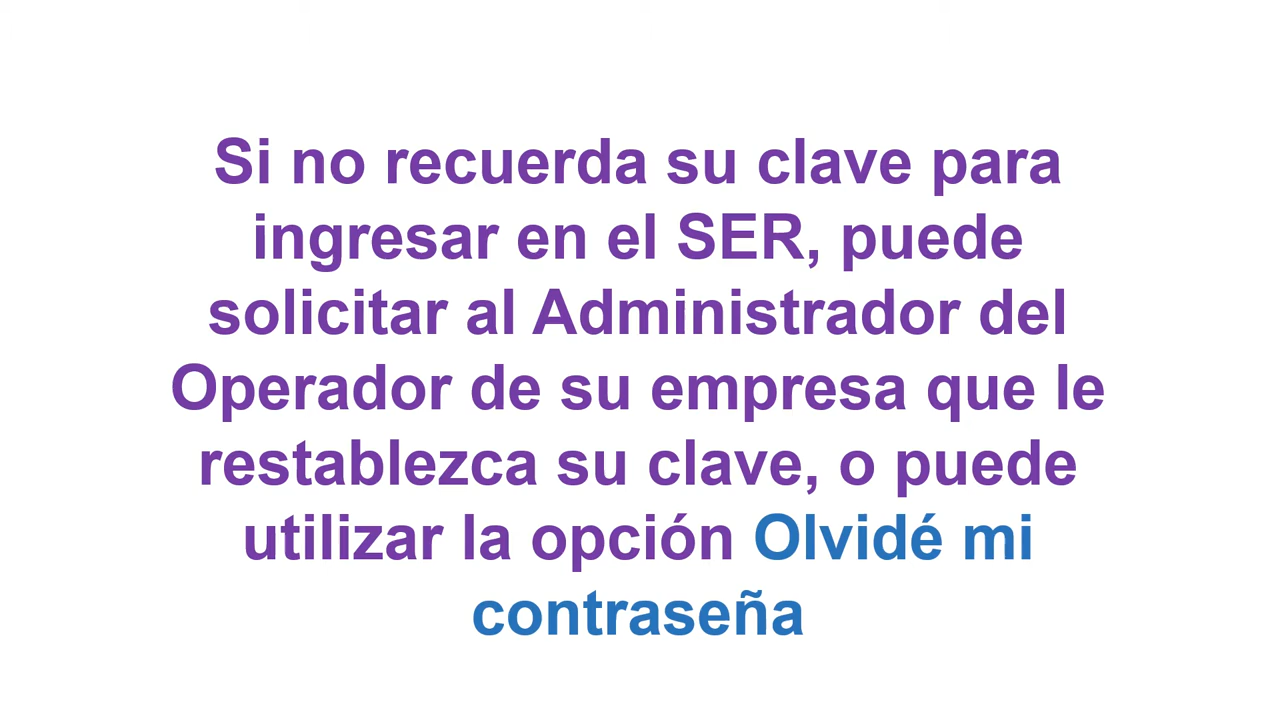 Si no recuerda su clave para
ingresar en el SER, puede
solicitar al Administrador del
Operador de su empresa que le
restablezca su clave, o puede
utilizar la opción Olvidé mi
contraseña